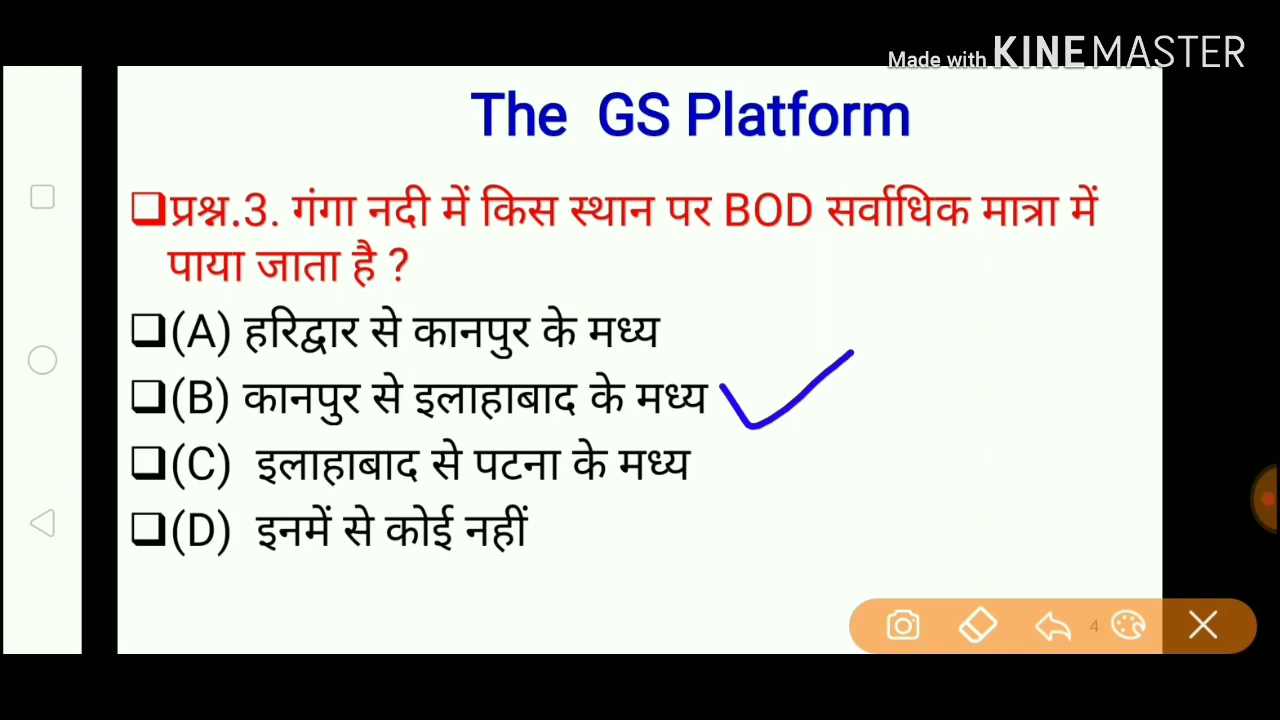 Made with KINEMASTER
The GS Platform
❑प्रश्न.3. गंगा नदी में किस स्थान पर BOD सर्वाधिक मात्रा में
पाया जाता है ?
❑(A) हरिद्वार से कानपुर के मध्य
❑(B) कानपुर से इलाहाबाद के मध्य
❑(C) इलाहाबाद से पटना के मध्य
❑(D) इनमें से कोई नहीं
4